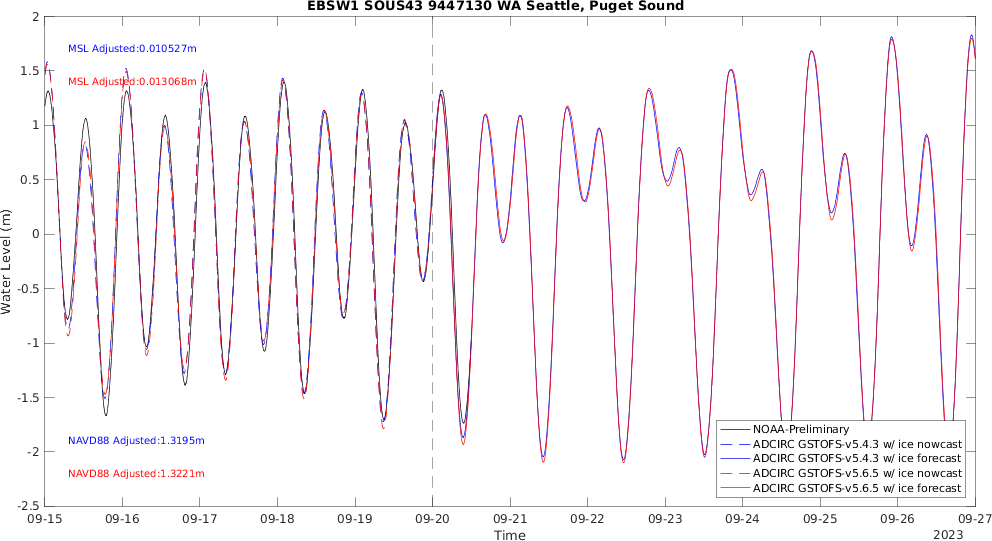 EBSW1 SOUS43 9447130 WA Seattle, Puget Sound
2
1.5
1
0.5
0
-0.5
-1
-1.5
-2
-2.5
Water Level (m)
MSL Adjusted:0.010527m
MSL Adjusted:0.013068m
NAVD88 Adjusted:1.3195m
NAVD88 Adjusted:1.3221m
NOAA-Preliminary
ADCIRC GSTOFS-v5.4.3 w/ ice nowcast
ADCIRC GSTOFS-v5.4.3 w/ ice forecast
ADCIRC GSTOFS-v5.6.5 w/ ice nowcast
ADCIRC GSTOFS-v5.6.5 w/ ice forecast
09-15 09-16 09-17 09-18 09-19 09-20 09-21 09-22 09-23 09-24 09-25 09-26 09-27
Time
2023